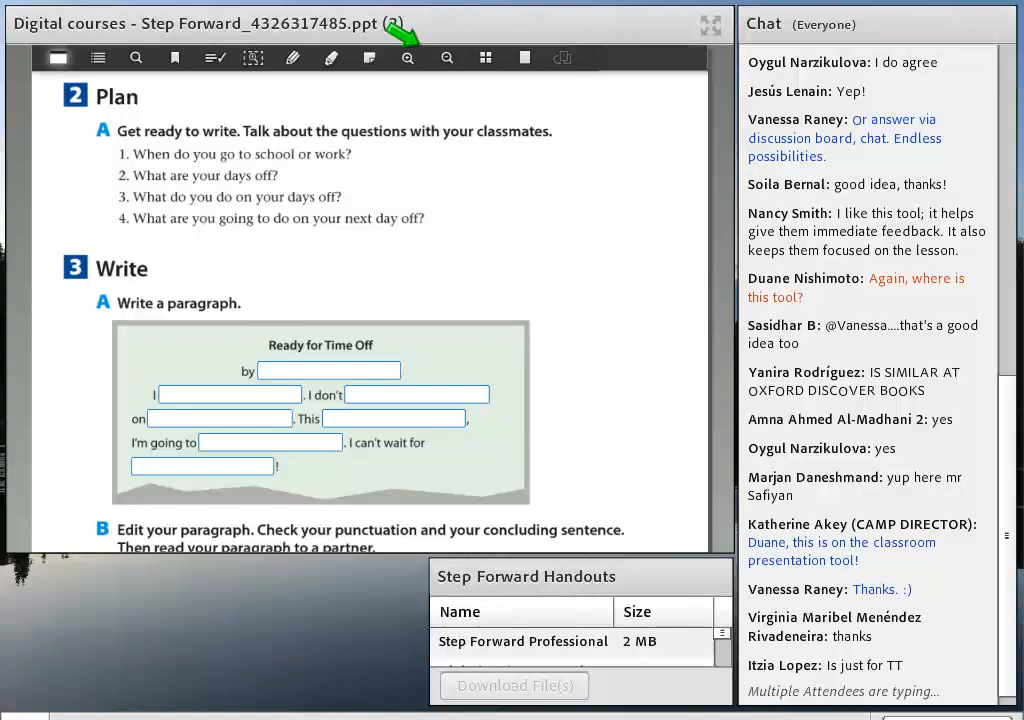 Digital courses - Step Forward_4326317485.ppt (2)
2 Plan
A Get ready to write. Talk about the questions with your classmates.
1. When do you go to school or work?
2. What are your days off?
3. What do you do on your days off?
4. What are you going to do on your next day off?
3 Write
A Write a paragraph.
Ready for Time Off
by
I . I don't
on . This ,
I'm going to . I can't wait for
!
B Edit your paragraph. Check your punctuation and your concluding sentence.
Then read your paragraph to a partner.
Step Forward Handouts
Name Size
Step Forward Professional 2 MB
Download File(s)
Chat (Everyone)
Oygul Narzikulova: I do agree
Jesús Lenain: Yep!
Vanessa Raney: Or answer via
discussion board, chat. Endless
possibilities.
Soila Bernal: good idea, thanks!
Nancy Smith: I like this tool; it helps
give them immediate feedback. It also
keeps them focused on the lesson.
Duane Nishimoto: Again, where is
this tool?
Sasidhar B: @Vanessa....that's a good
idea too
Yanira Rodríguez: IS SIMILAR AT
OXFORD DISCOVER BOOKS
Amna Ahmed Al-Madhani 2: yes
Oygul Narzikulova: yes
Marjan Daneshmand: yup here mr
Safiyan
Katherine Akey (CAMP DIRECTOR):
Duane, this is on the classroom
presentation tool!
Vanessa Raney: Thanks. :)
Virginia Maribel Menéndez
Rivadeneira: thanks
Itzia Lopez: Is just for TT
Multiple Attendees are typing...